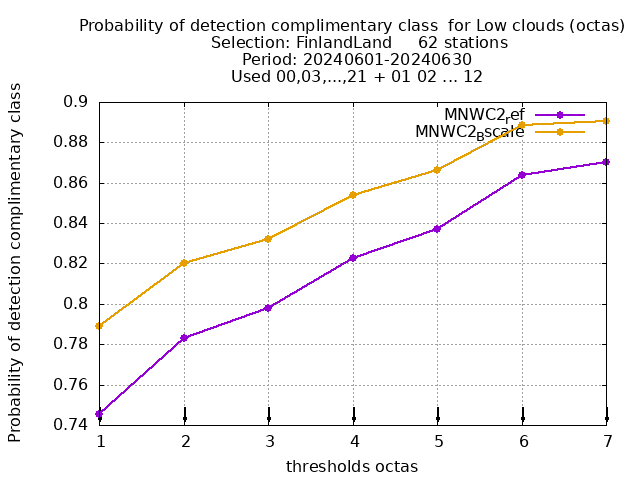 Probability of detection complimentary class  for Low clouds (octas)
Selection: FinlandLand     62 stations
Period: 20240601-20240630
Used 00,03,...,21 + 01 02 ... 12
Probability of detection complimentary class
0.9
0.88
0.86
0.84
0.82
0.8
0.78
0.76
0.74
MNWC2ref
MNWC2Bscale
1 2 3 4 5 6 7
thresholds octas